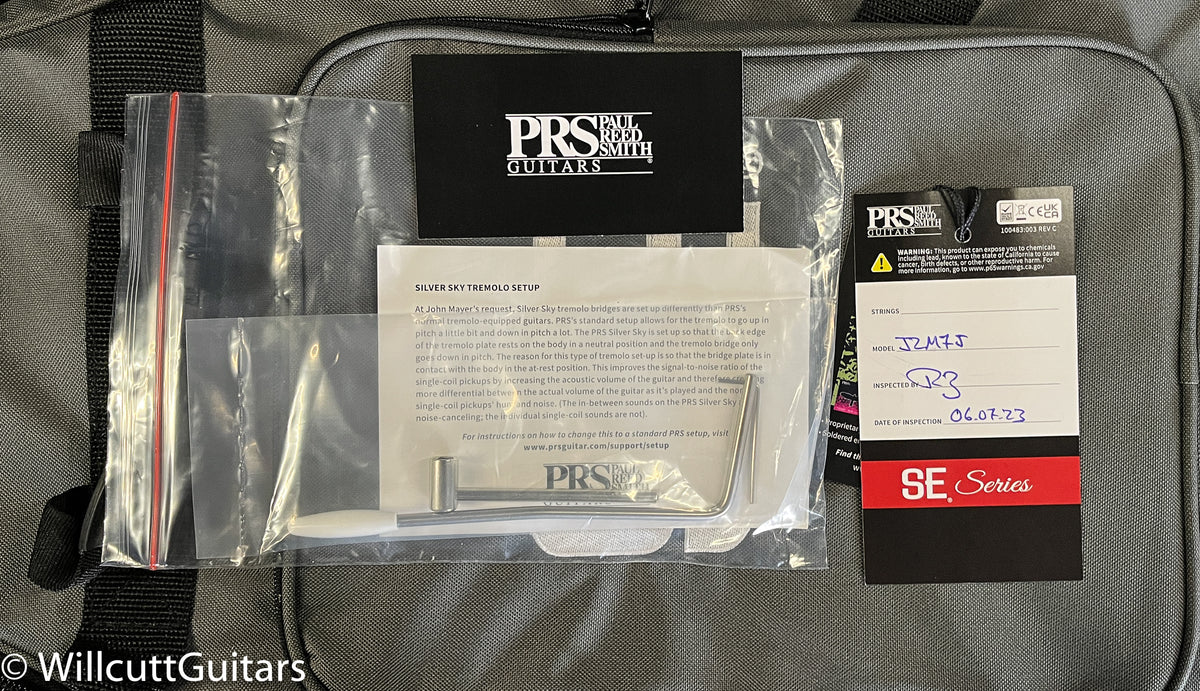 PRS PAUL
REED
SMITH
GUITARS
SILVER SKY TREMOLO SETUP
At John Mayer's request, Silver Sky tremolo bridges are set up differently than PRS's
normal tremolo-equipped guitars. PRS's standard setup allows for the tremolo to go up in
pitch a little bit and down in pitch a lot. The PRS Silver Sky is set up so that the back edge
of the tremolo plate rests on the body in a neutral position and the tremolo bridge only
goes down in pitch. The reason for this type of tremolo set-up is so that the bridge plate is in
contact with the body in the at-rest position. This improves the signal-to-noise ratio of the
single-coil pickups by increasing the acoustic volume of the guitar and therefore creating
more differential between the actual volume of the guitar as it's played and the
single-coil pickups' hum and noise. (The in-between sounds on the PRS Silver Sky
noise-canceling; the individual single-coil sounds are not).
For instructions on how to change this to a standard PRS setup, visit
www.prsguitar.com/support/setup
PRS PAUL
REED
SMITH
GUITARS
PRS PAUL
REED
SMITH
GUITARS
CE UK
CA
100483:003 REV C
WARNING: This product can expose you to chemicals
including lead, known to the state of California to cause
cancer, birth defects, or other reproductive harm. For
more information, go to www.p65warnings.ca.gov
STRINGS
MODEL J2M7J
INSPECTED BY
DATE OF INSPECTION 06.07.23
SE Series
Find
© WillcuttGuitars